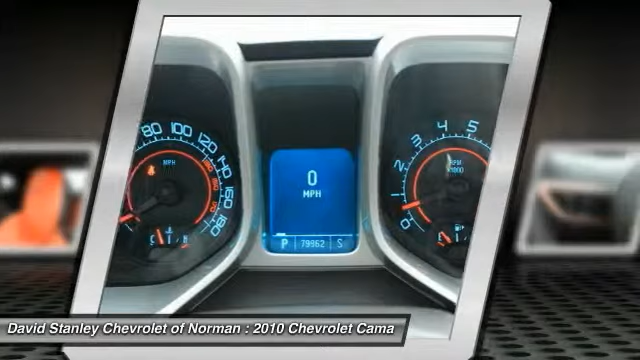 80 100 120 140 160 180
MPH
C H
0
MPH
P 79962 S
0 1 2 3 4 5
RPM
x1000
E F
David Stanley Chevrolet of Norman : 2010 Chevrolet Cama